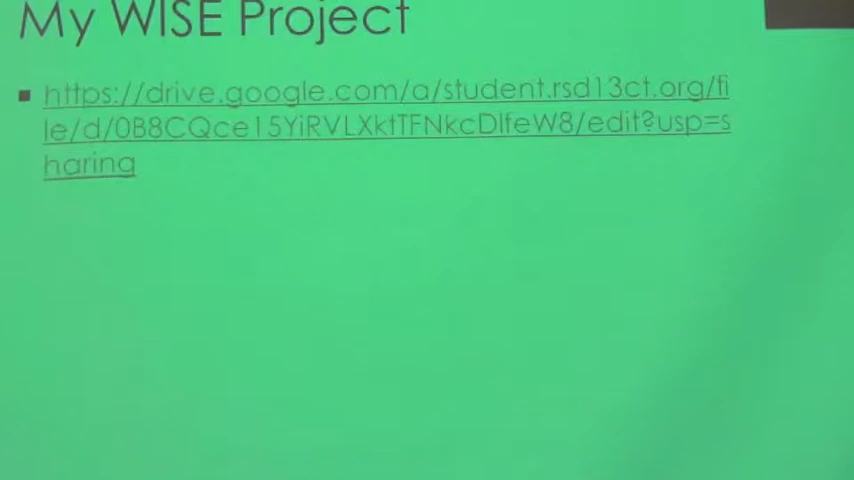 My WISE Project
https://drive.google.com/a/student.rsd13ct.org/fi
le/d/0B8CQce15YiRVLXktTFNkcDlfeW8/edit?usp=s
haring